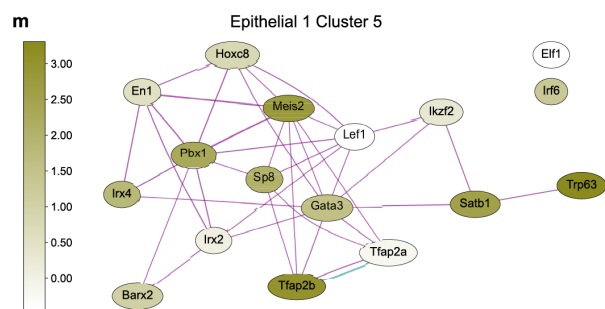 m
Epithelial 1 Cluster 5
Hoxc8
Elf1
En1
Irf6
Meis2
Ikzf2
Lef1
Pbx1
Sp8
Trp63
Irx4
Gata3
Satb1
Irx2
Tfap2a
Tfap2b
Barx2
3.00
2.50
2.00
1.50
1.00
0.50
0.00